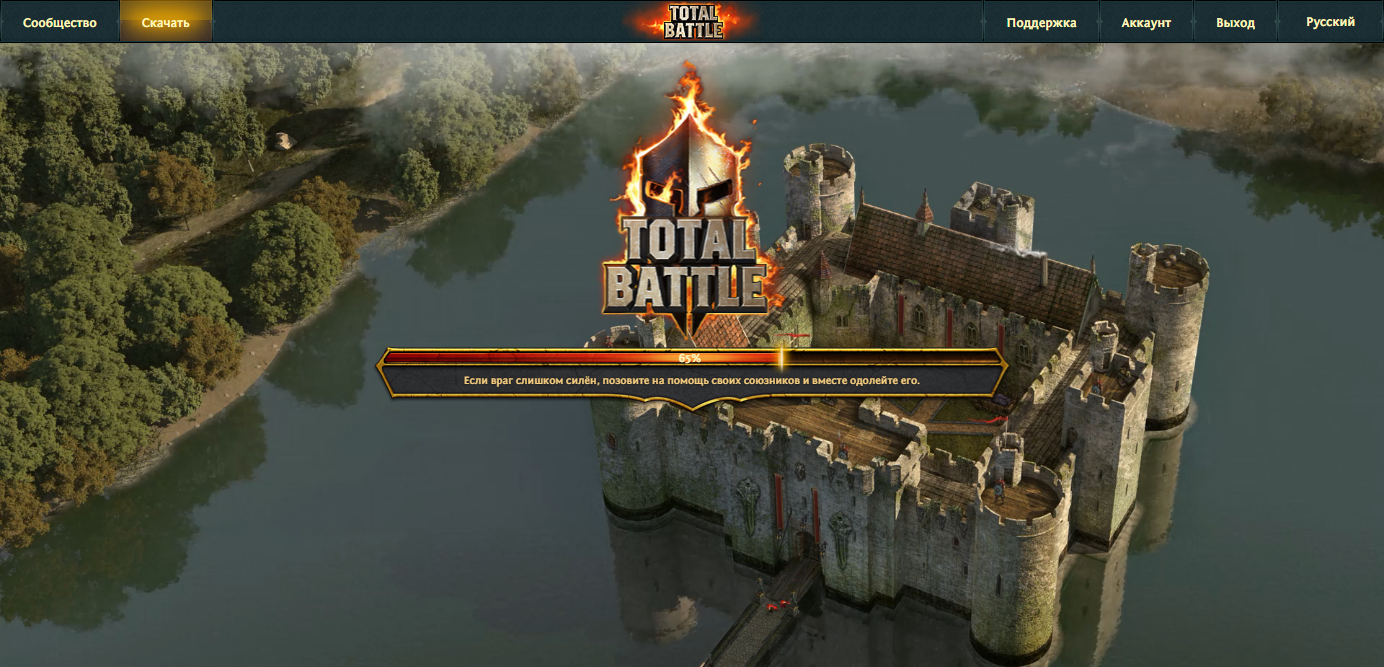 Сообщество
Скачать
TOTAL
BATTLE
Поддержка
Аккаунт
Выход
Русский
TOTAL
BATTLE
65%
Если враг слишком силён, позовите на помощь своих союзников и вместе одолейте его.